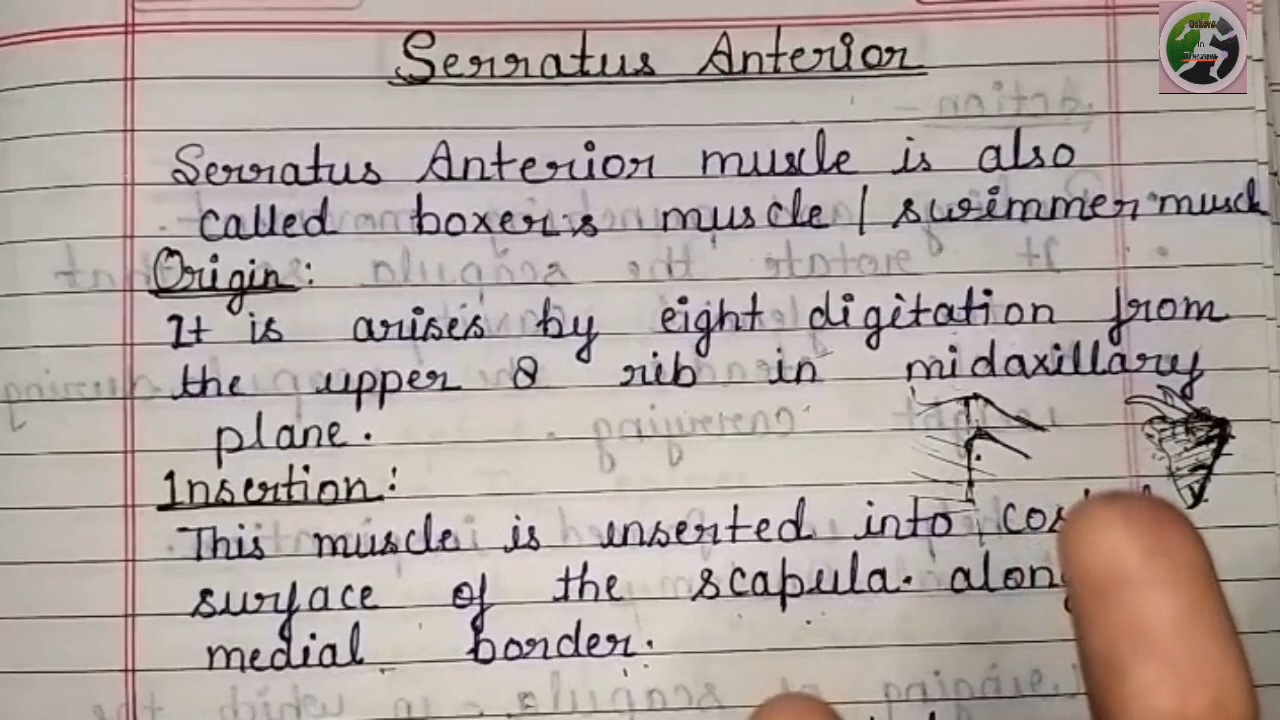 Serratus Anterior
Serratus Anterior muscle is also
called boxer's muscle / swimmer muscl
Origin:
It is arises by eight digitation from
the upper 8 rib in midaxillary
plane.
Insertion:
This muscle is inserted into
surface of the scapula. along
medial border.